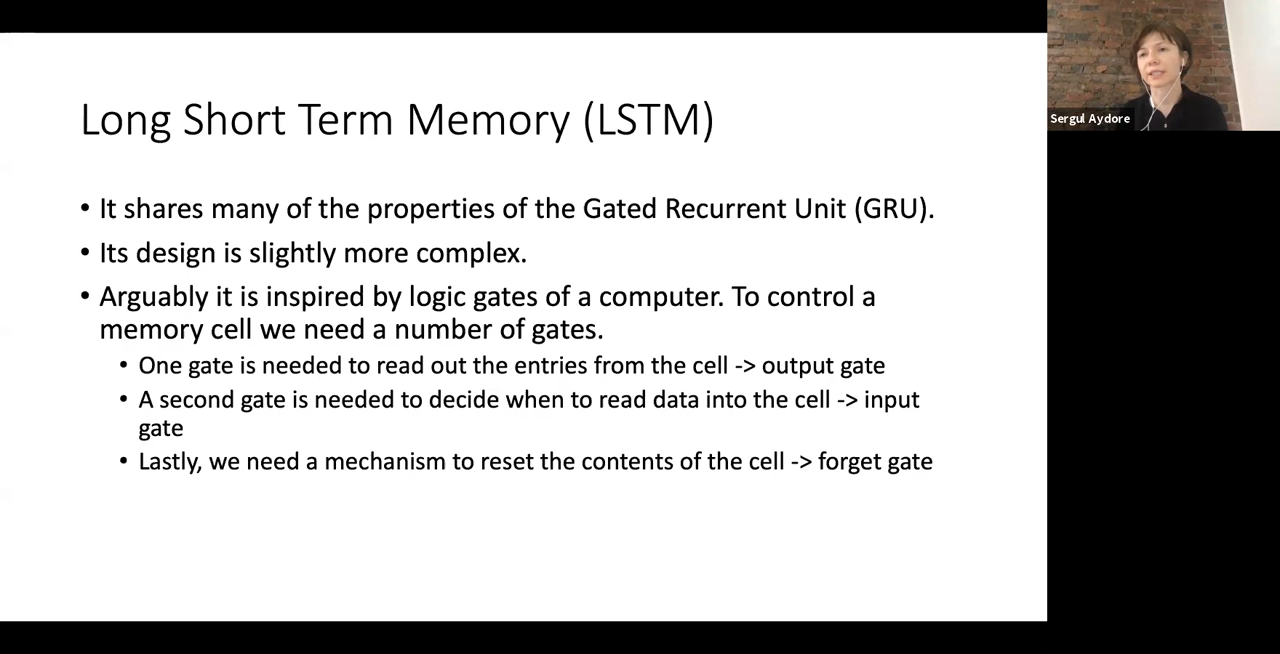 Long Short Term Memory (LSTM)
• It shares many of the properties of the Gated Recurrent Unit (GRU).
• Its design is slightly more complex.
• Arguably it is inspired by logic gates of a computer. To control a
memory cell we need a number of gates.
• One gate is needed to read out the entries from the cell -> output gate
• A second gate is needed to decide when to read data into the cell -> input
gate
• Lastly, we need a mechanism to reset the contents of the cell -> forget gate
Sergul Aydore